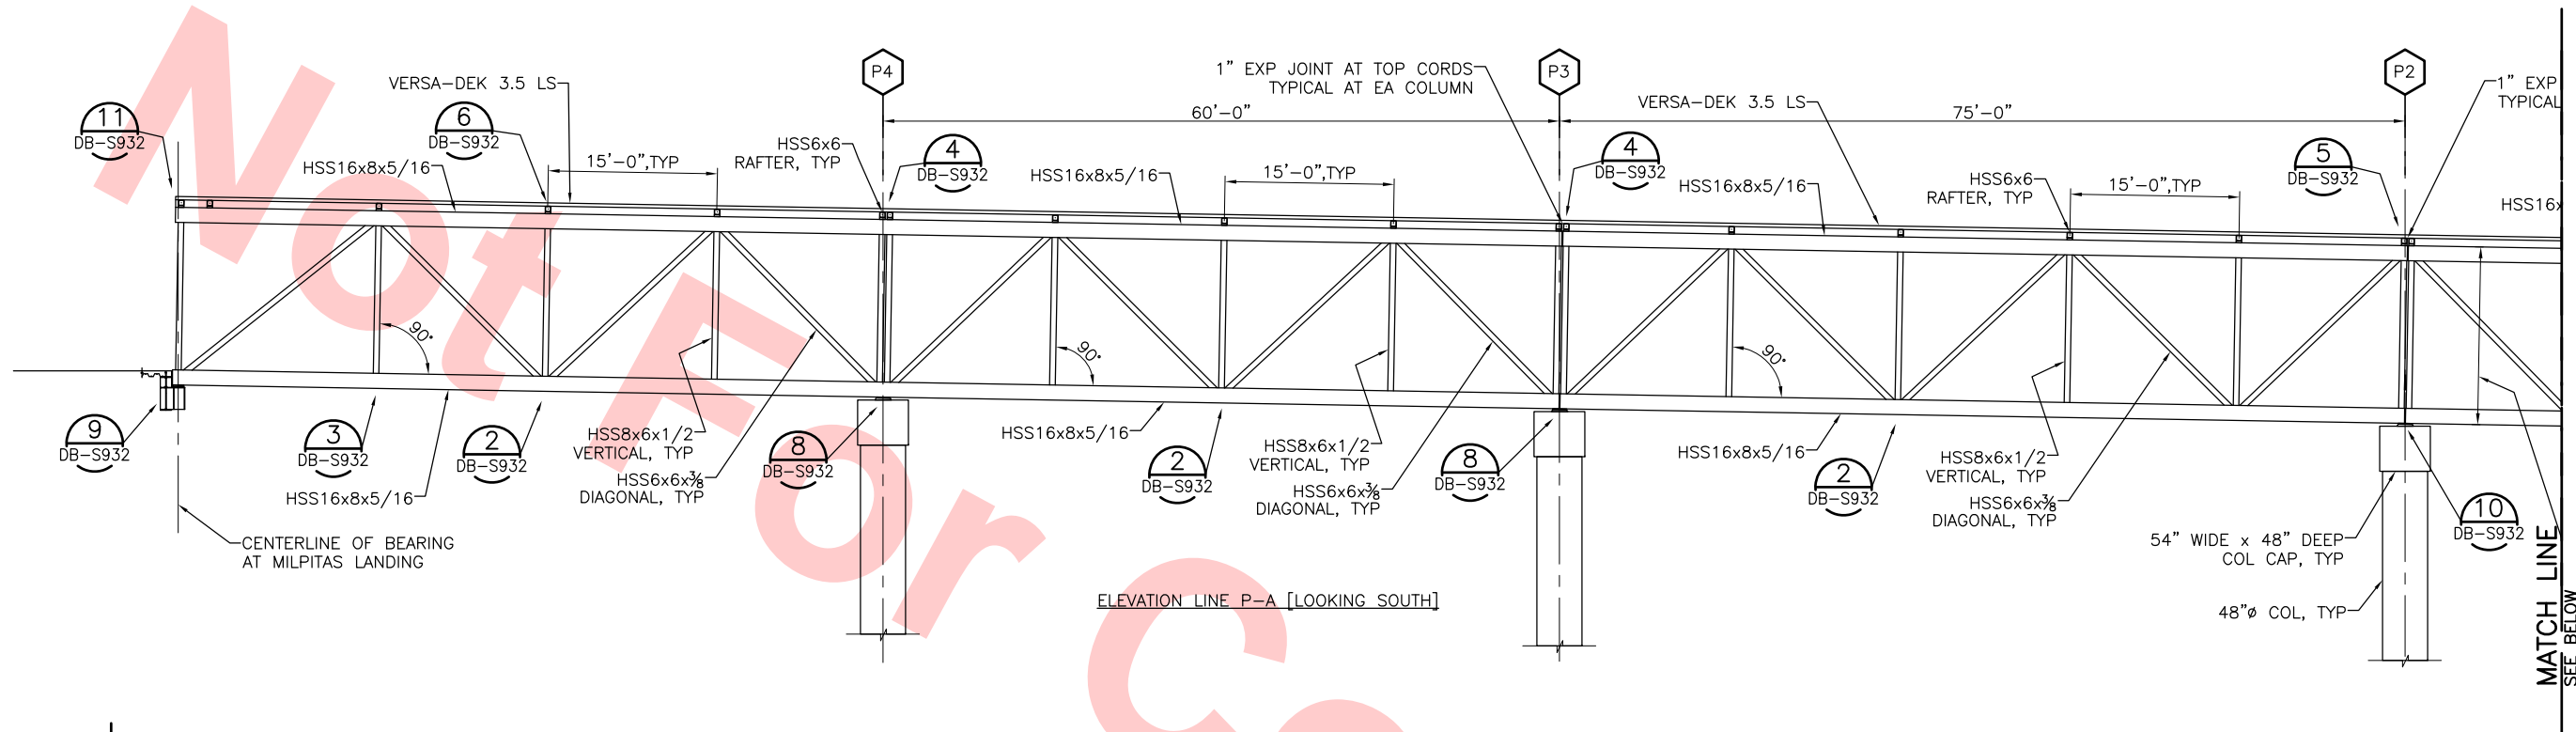 P4
P3
P2
1" EXP JOINT AT TOP CORDS
TYPICAL AT EA COLUMN
1" EXP
TYPICAL
VERSA-DEK 3.5 LS
VERSA-DEK 3.5 LS
60'-0"
75'-0"
11
DB-S932
6
DB-S932
HSS6x6
RAFTER, TYP
4
DB-S932
4
DB-S932
5
DB-S932
HSS16x8x5/16
15'-0",TYP
HSS16x8x5/16
15'-0",TYP
HSS16x8x5/16
HSS6x6
RAFTER, TYP
15'-0",TYP
HSS16x
90°
90°
90°
9
DB-S932
3
DB-S932
2
DB-S932
HSS16x8x5/16
HSS8x6x1/2
VERTICAL, TYP
HSS6x6x⅜
DIAGONAL, TYP
8
DB-S932
HSS16x8x5/16
2
DB-S932
HSS8x6x1/2
VERTICAL, TYP
HSS6x6x⅜
DIAGONAL, TYP
8
DB-S932
HSS16x8x5/16
2
DB-S932
HSS8x6x1/2
VERTICAL, TYP
HSS6x6x⅜
DIAGONAL, TYP
10
DB-S932
CENTERLINE OF BEARING
AT MILPITAS LANDING
54" WIDE x 48" DEEP
COL CAP, TYP
48"ø COL, TYP
ELEVATION LINE P-A [LOOKING SOUTH]
MATCH LINE
SEE BELOW
Not For Co